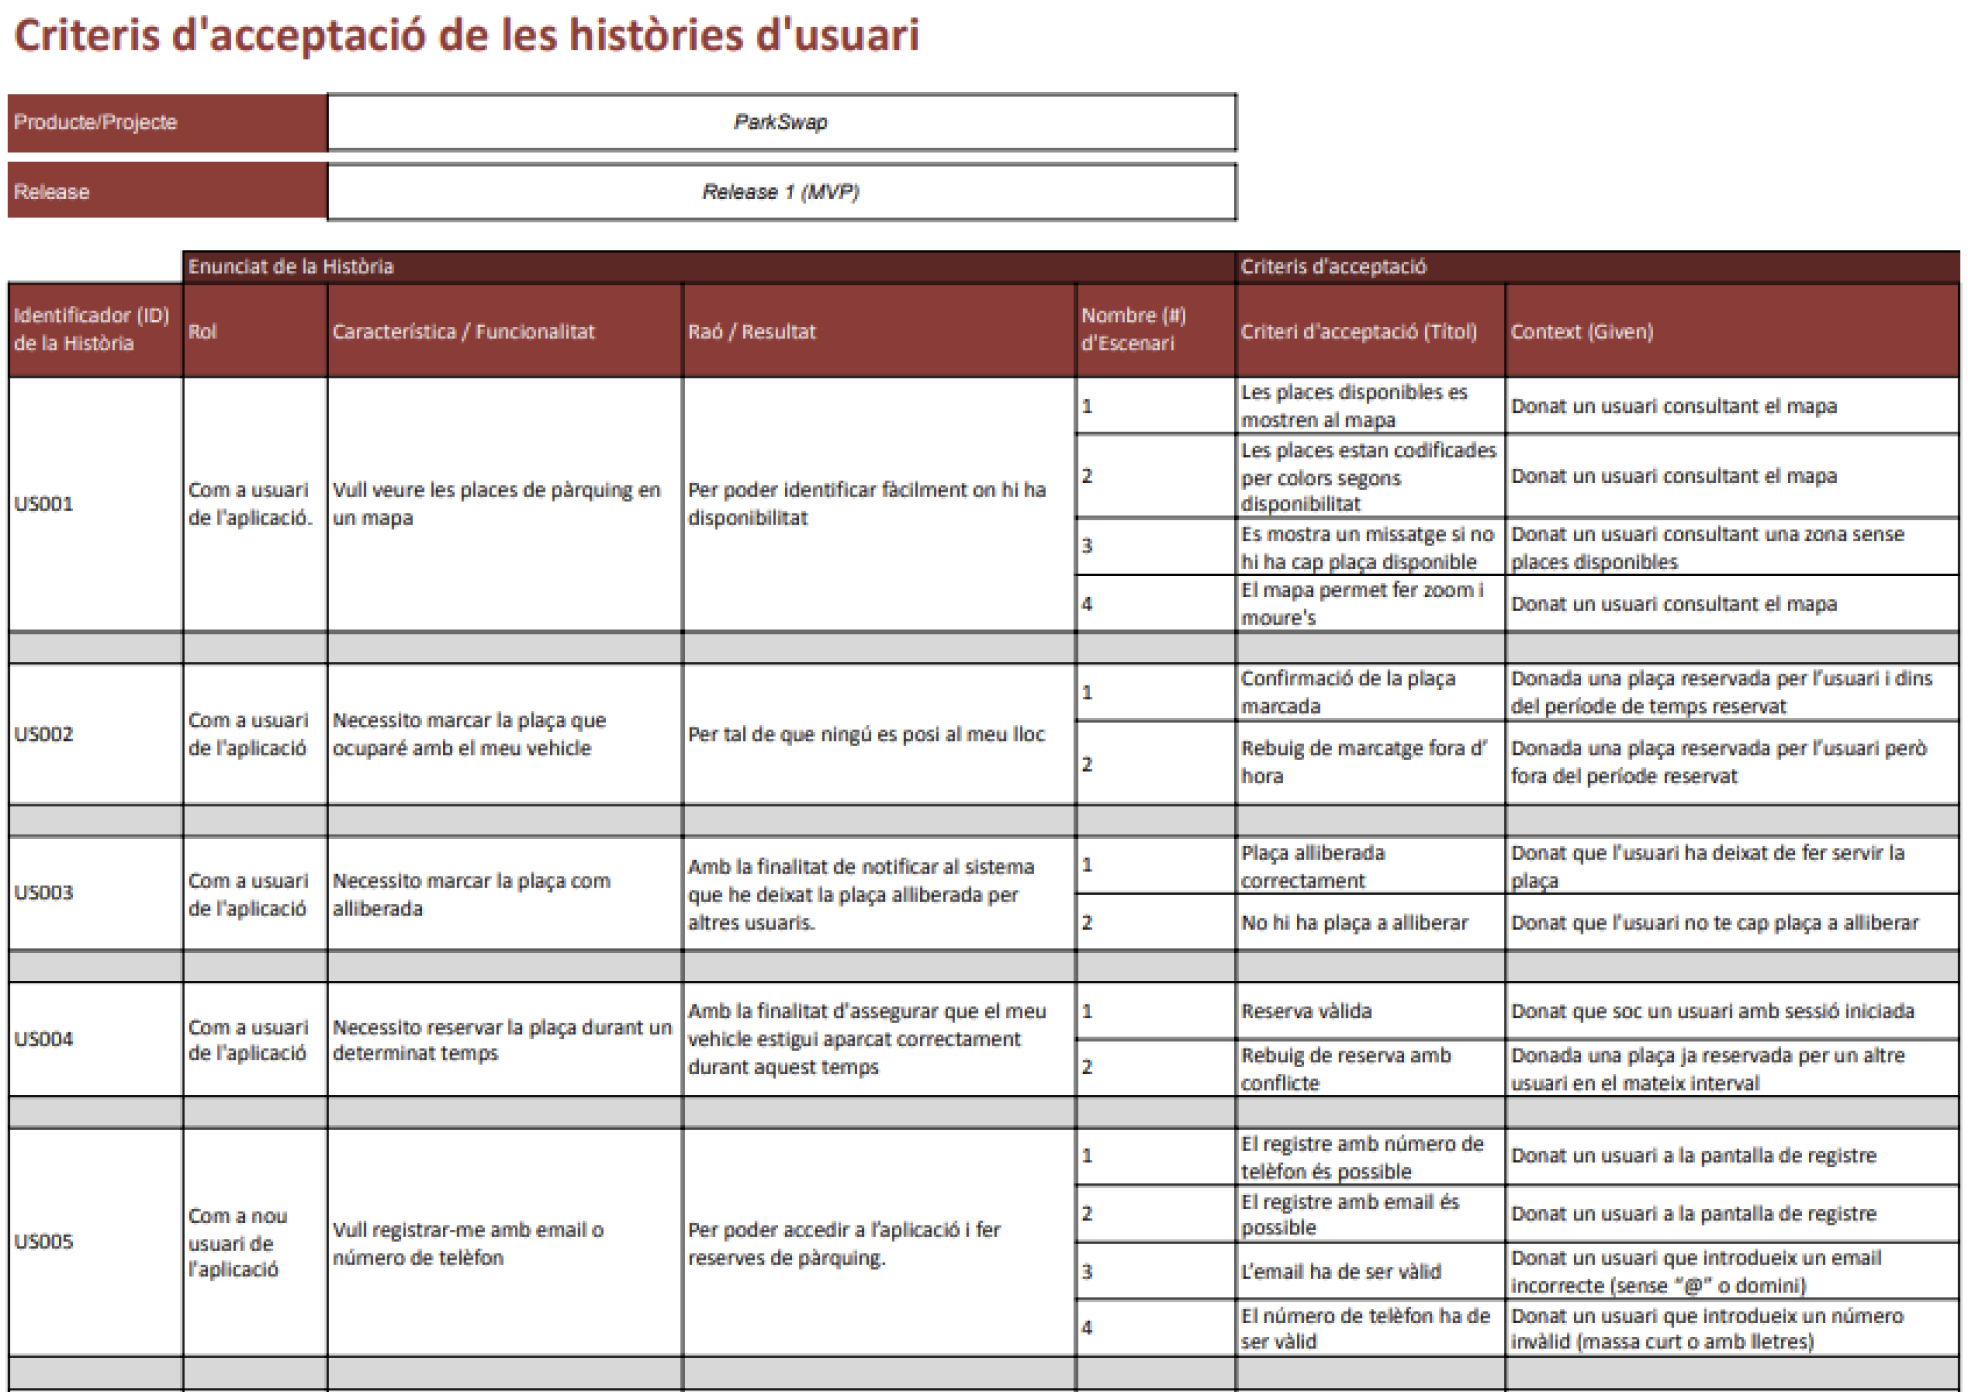 Criteris d'acceptació de les històries d'usuari
Producte/Projecte
ParkSwap
Release
Release 1 (MVP)
Enunciat de la Història
Criteris d'acceptació
Identificador (ID)
de la Història
Rol
Característica / Funcionalitat
Raó / Resultat
Nombre (#)
d'Escenari
Criteri d'acceptació (Títol)
Context (Given)
US001
Com a usuari
de l'aplicació.
Vull veure les places de pàrquing en
un mapa
Per poder identificar fàcilment on hi ha
disponibilitat
1
Les places disponibles es
mostren al mapa
Donat un usuari consultant el mapa
2
Les places estan codificades
per colors segons
disponibilitat
Donat un usuari consultant el mapa
3
Es mostra un missatge si no
hi ha cap plaça disponible
Donat un usuari consultant una zona sense
places disponibles
4
El mapa permet fer zoom i
moure's
Donat un usuari consultant el mapa
US002
Com a usuari
de l'aplicació
Necessito marcar la plaça que
ocuparé amb el meu vehicle
Per tal de que ningú es posi al meu lloc
1
Confirmació de la plaça
marcada
Donada una plaça reservada per l’usuari i dins
del període de temps reservat
2
Rebuig de marcatge fora d’
hora
Donada una plaça reservada per l’usuari però
fora del període reservat
US003
Com a usuari
de l'aplicació
Necessito marcar la plaça com
alliberada
Amb la finalitat de notificar al sistema
que he deixat la plaça alliberada per
altres usuaris.
1
Plaça alliberada
correctament
Donat que l’usuari ha deixat de fer servir la
plaça
2
No hi ha plaça a alliberar
Donat que l’usuari no te cap plaça a alliberar
US004
Com a usuari
de l'aplicació
Necessito reservar la plaça durant un
determinat temps
Amb la finalitat d'assegurar que el meu
vehicle estigui aparcat correctament
durant aquest temps
1
Reserva vàlida
Donat que soc un usuari amb sessió iniciada
2
Rebuig de reserva amb
conflicte
Donada una plaça ja reservada per un altre
usuari en el mateix interval
US005
Com a nou
usuari de
l'aplicació
Vull registrar-me amb email o
número de telèfon
Per poder accedir a l’aplicació i fer
reserves de pàrquing.
1
El registre amb número de
telèfon és possible
Donat un usuari a la pantalla de registre
2
El registre amb email és
possible
Donat un usuari a la pantalla de registre
3
L’email ha de ser vàlid
Donat un usuari que introdueix un email
incorrecte (sense “@” o domini)
4
El número de telèfon ha de
ser vàlid
Donat un usuari que introdueix un número
invàlid (massa curt o amb lletres)